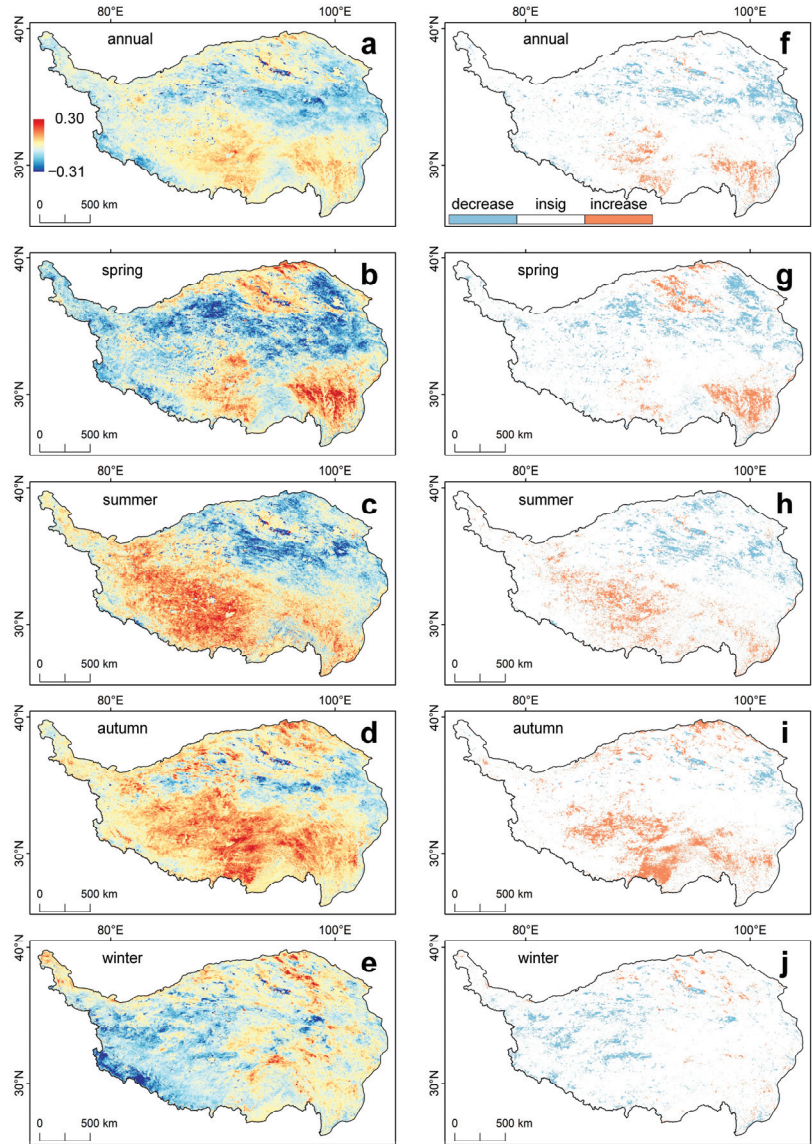 80°E 100°E 80°E 100°E
40°N annual a annual f
0.30
−0.31
30°N 30°N
decrease insig increase
0 500 km 0 500 km
80°E 100°E 80°E 100°E
40°N spring b 40°N spring g
30°N 30°N
0 500 km 0 500 km
80°E 100°E 80°E 100°E
40°N summer c 40°N summer h
30°N 30°N
0 500 km 0 500 km
80°E 100°E 80°E 100°E
40°N autumn d 40°N autumn i
30°N 30°N
0 500 km 0 500 km
80°E 100°E 80°E 100°E
40°N winter e 40°N winter j
30°N 30°N
0 500 km 0 500 km